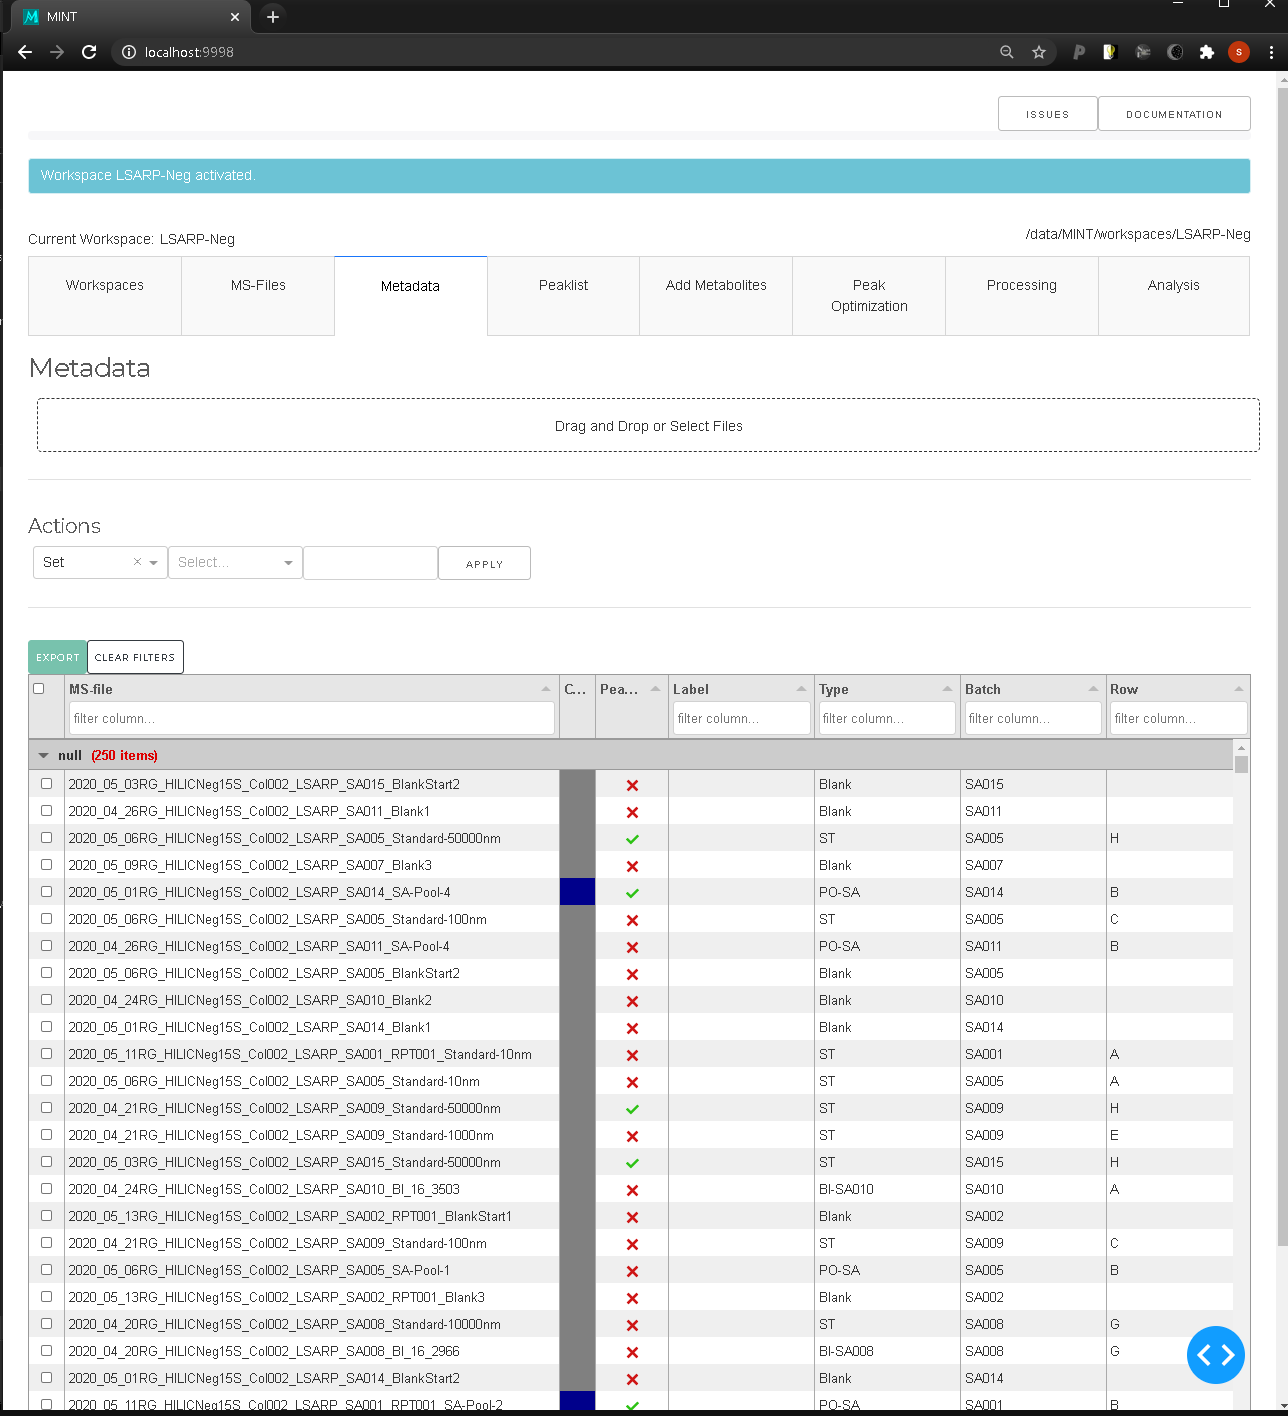 MINT
localhost:9998
S
ISSUES DOCUMENTATION
Workspace LSARP-Neg activated.
Current Workspace: LSARP-Neg /data/MINT/workspaces/LSARP-Neg
Workspaces MS-Files Metadata Peaklist Add Metabolites Peak Optimization Processing Analysis
Metadata
Drag and Drop or Select Files
Actions
Set × Select... APPLY
EXPORT CLEAR FILTERS
MS-file C... Pea... Label Type Batch Row
filter column... filter column... filter column... filter column... filter column...
null (250 items)
2020_05_03RG_HILICNeg15S_Col002_LSARP_SA015_BlankStart2 Blank SA015
2020_04_26RG_HILICNeg15S_Col002_LSARP_SA011_Blank1 Blank SA011
2020_05_06RG_HILICNeg15S_Col002_LSARP_SA005_Standard-50000nm ST SA005 H
2020_05_09RG_HILICNeg15S_Col002_LSARP_SA007_Blank3 Blank SA007
2020_05_01RG_HILICNeg15S_Col002_LSARP_SA014_SA-Pool-4 PO-SA SA014 B
2020_05_06RG_HILICNeg15S_Col002_LSARP_SA005_Standard-100nm ST SA005 C
2020_04_26RG_HILICNeg15S_Col002_LSARP_SA011_SA-Pool-4 PO-SA SA011 B
2020_05_06RG_HILICNeg15S_Col002_LSARP_SA005_BlankStart2 Blank SA005
2020_04_24RG_HILICNeg15S_Col002_LSARP_SA010_Blank2 Blank SA010
2020_05_01RG_HILICNeg15S_Col002_LSARP_SA014_Blank1 Blank SA014
2020_05_11RG_HILICNeg15S_Col002_LSARP_SA001_RPT001_Standard-10nm ST SA001 A
2020_05_06RG_HILICNeg15S_Col002_LSARP_SA005_Standard-10nm ST SA005 A
2020_04_21RG_HILICNeg15S_Col002_LSARP_SA009_Standard-50000nm ST SA009 H
2020_04_21RG_HILICNeg15S_Col002_LSARP_SA009_Standard-1000nm ST SA009 E
2020_05_03RG_HILICNeg15S_Col002_LSARP_SA015_Standard-50000nm ST SA015 H
2020_04_24RG_HILICNeg15S_Col002_LSARP_SA010_BI_16_3503 BI-SA010 SA010 A
2020_05_13RG_HILICNeg15S_Col002_LSARP_SA002_RPT001_BlankStart1 Blank SA002
2020_04_21RG_HILICNeg15S_Col002_LSARP_SA009_Standard-100nm ST SA009 C
2020_05_06RG_HILICNeg15S_Col002_LSARP_SA005_SA-Pool-1 PO-SA SA005 B
2020_05_13RG_HILICNeg15S_Col002_LSARP_SA002_RPT001_Blank3 Blank SA002
2020_04_20RG_HILICNeg15S_Col002_LSARP_SA008_Standard-10000nm ST SA008 G
2020_04_20RG_HILICNeg15S_Col002_LSARP_SA008_BI_16_2966 BI-SA008 SA008 G
2020_05_01RG_HILICNeg15S_Col002_LSARP_SA014_BlankStart2 Blank SA014
2020_05_11RG_HILICNeg15S_Col002_LSARP_SA001_RPT001_SA-Pool-2 PO-SA SA001 B